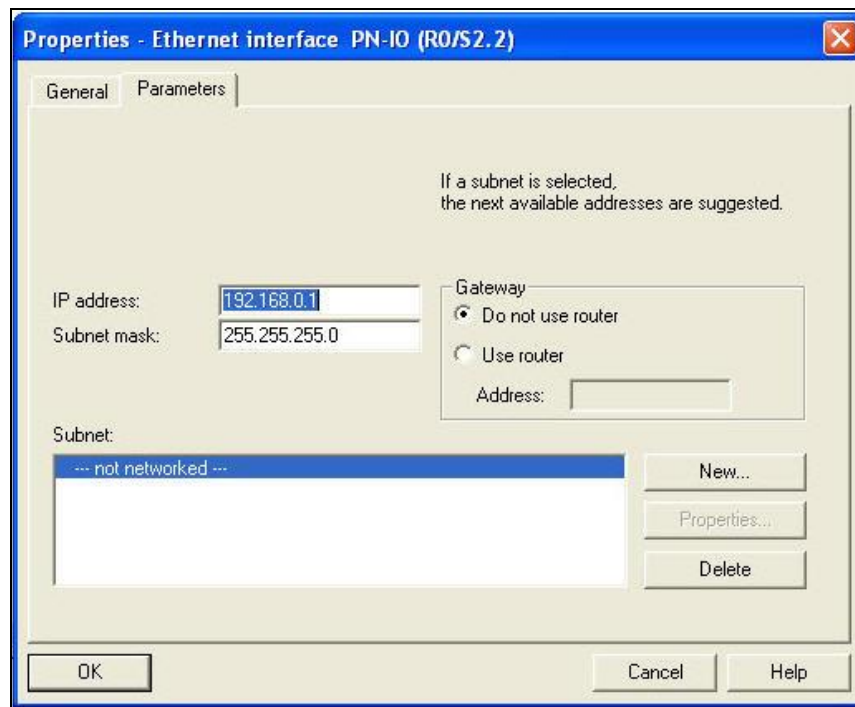 Properties - Ethernet interface PN-IO (R0/S2.2)
General
Parameters
If a subnet is selected,
the next available addresses are suggested.
IP address:
192.168.0.1
Subnet mask:
255.255.255.0
Gateway
Do not use router
Use router
Address:
Subnet:
--- not networked ---
New...
Properties...
Delete
OK
Cancel
Help